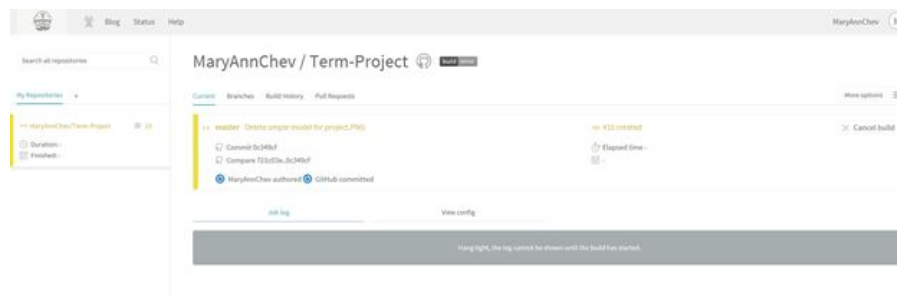 Blog Status Help
MaryAnnChev
Search all repositories
MaryAnnChev / Term-Project
build
My Repositories +
Current Branches Build History Pull Requests
More options
MaryAnnChev/Term-Project
Duration: -
Finished: -
master Delete simple model for project.PNG
created
Cancel build
Commit 0c349cf
Elapsed time -
Compare
-
MaryAnnChev authored GitHub committed
Job log View config
Hang tight, the log cannot be shown until the build has started.